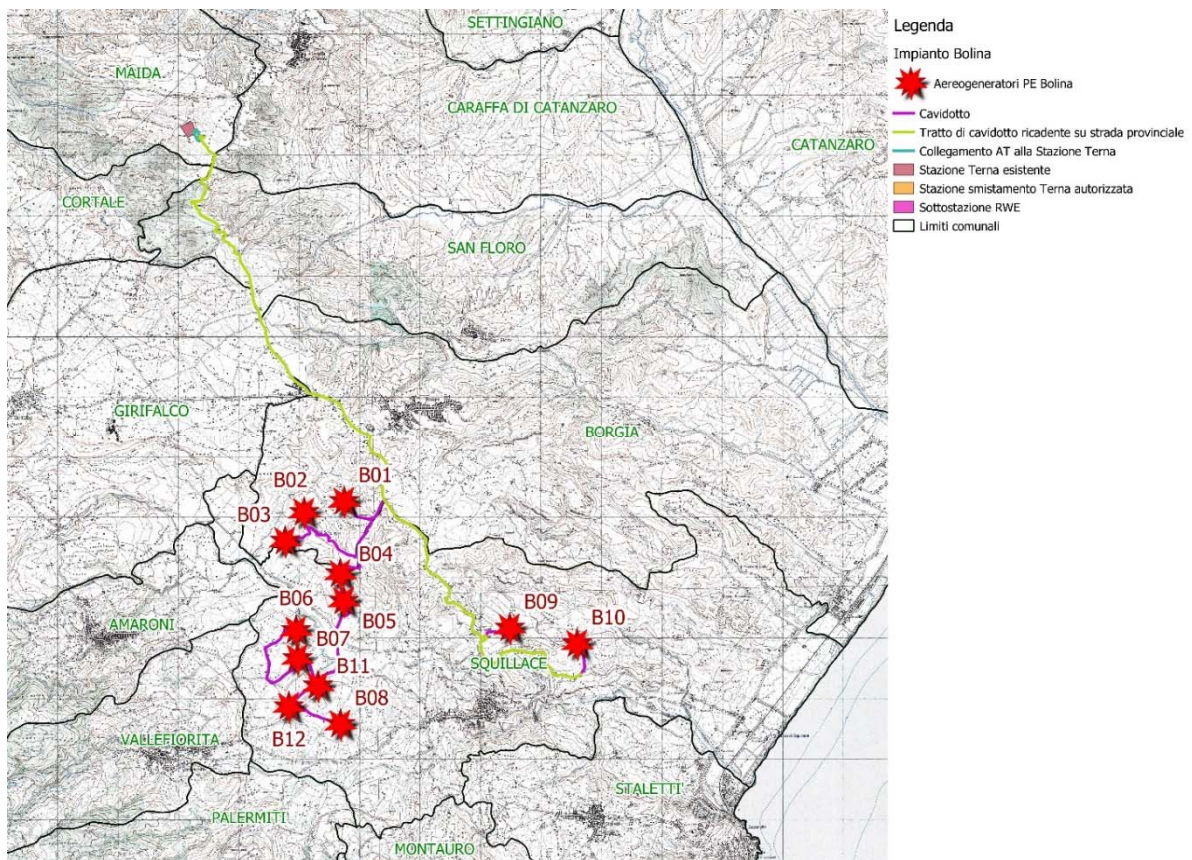 SETTINGIANO
MAIDA
CARAFFA DI CATANZARO
CATANZARO
CORTALE
SAN FLORO
GIRIFALCO
BORGIA
B02
B01
B03
B04
B06
B05
B09
B10
AMARONI
B07
B11
SQUILLACE
B08
B12
VALLEFIORITA
STALETTÌ
PALERMITI
MONTAURO
Legenda
Impianto Bolina
Aereogeneratori PE Bolina
Cavidotto
Tratto di cavidotto ricadente su strada provinciale
Collegamento AT alla Stazione Terna
Stazione Terna esistente
Stazione smistamento Terna autorizzata
Sottostazione RWE
Limiti comunali